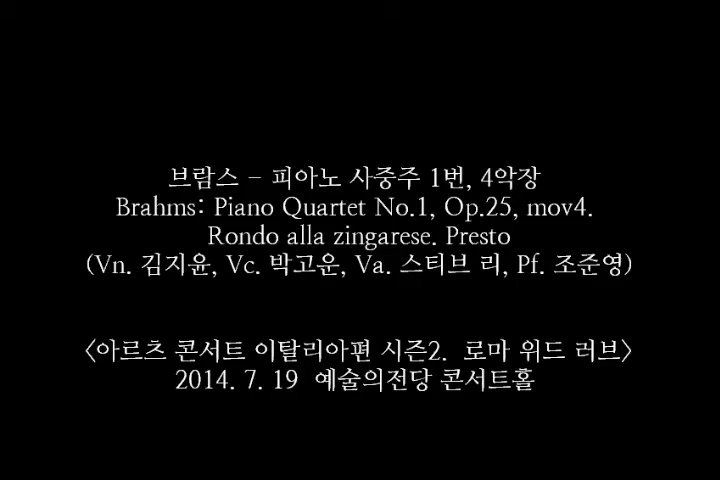 브람스 - 피아노 사중주 1번, 4악장
Brahms: Piano Quartet No.1, Op.25, mov4.
Rondo alla zingarese. Presto
(Vn. 김지윤, Vc. 박고운, Va. 스티브 리, Pf. 조준영)
<아르츠 콘서트 이탈리아편 시즌2. 로마 위드 러브>
2014. 7. 19 예술의전당 콘서트홀